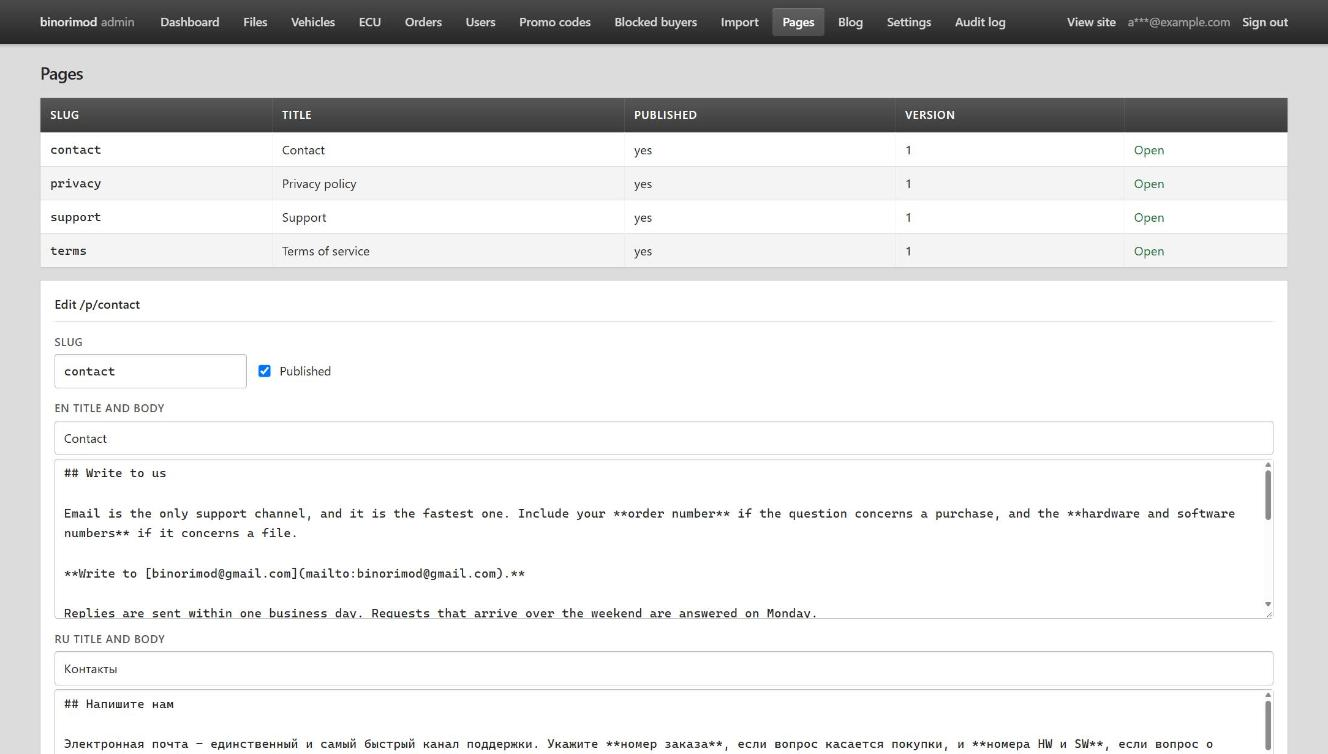 binorimod admin Dashboard Files Vehicles ECU Orders Users Promo codes Blocked buyers Import Pages Blog Settings Audit log View site a***@example.com Sign out
Pages
SLUG TITLE PUBLISHED VERSION
contact Contact yes 1 Open
privacy Privacy policy yes 1 Open
support Support yes 1 Open
terms Terms of service yes 1 Open
Edit /p/contact
SLUG
contact Published
EN TITLE AND BODY
Contact
## Write to us
Email is the only support channel, and it is the fastest one. Include your **order number** if the question concerns a purchase, and the **hardware and software
numbers** if it concerns a file.
**Write to [binorimod@gmail.com](mailto:binorimod@gmail.com).**
Replies are sent within one business day. Requests that arrive over the weekend are answered on Monday.
RU TITLE AND BODY
Контакты
## Напишите нам
Электронная почта — единственный и самый быстрый канал поддержки. Укажите **номер заказа**, если вопрос касается покупки, и **номера HW и SW**, если вопрос о